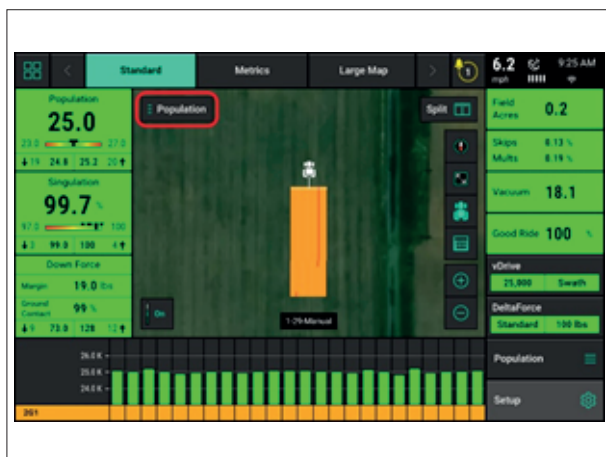 Standard
Metrics
Large Map
1
6.2
mph
9:25 AM
Population
25.0
23.0 27.0
19 24.8 25.2 20
Singulation
99.7 %
97.0 100
3 99.0 100 4
Down Force
Margin 19.0 lbs
Ground
Contact 99 %
9 73.0 128 12
Population
Split
On
1-29-Manual
Field
Acres 0.2
Skips 0.13 %
Mults 0.19 %
Vacuum 18.1
Good Ride 100 %
vDrive
25,000 Swath
DeltaForce
Standard 100 lbs
Population
Setup
26.0 K
25.0 K
24.0 K